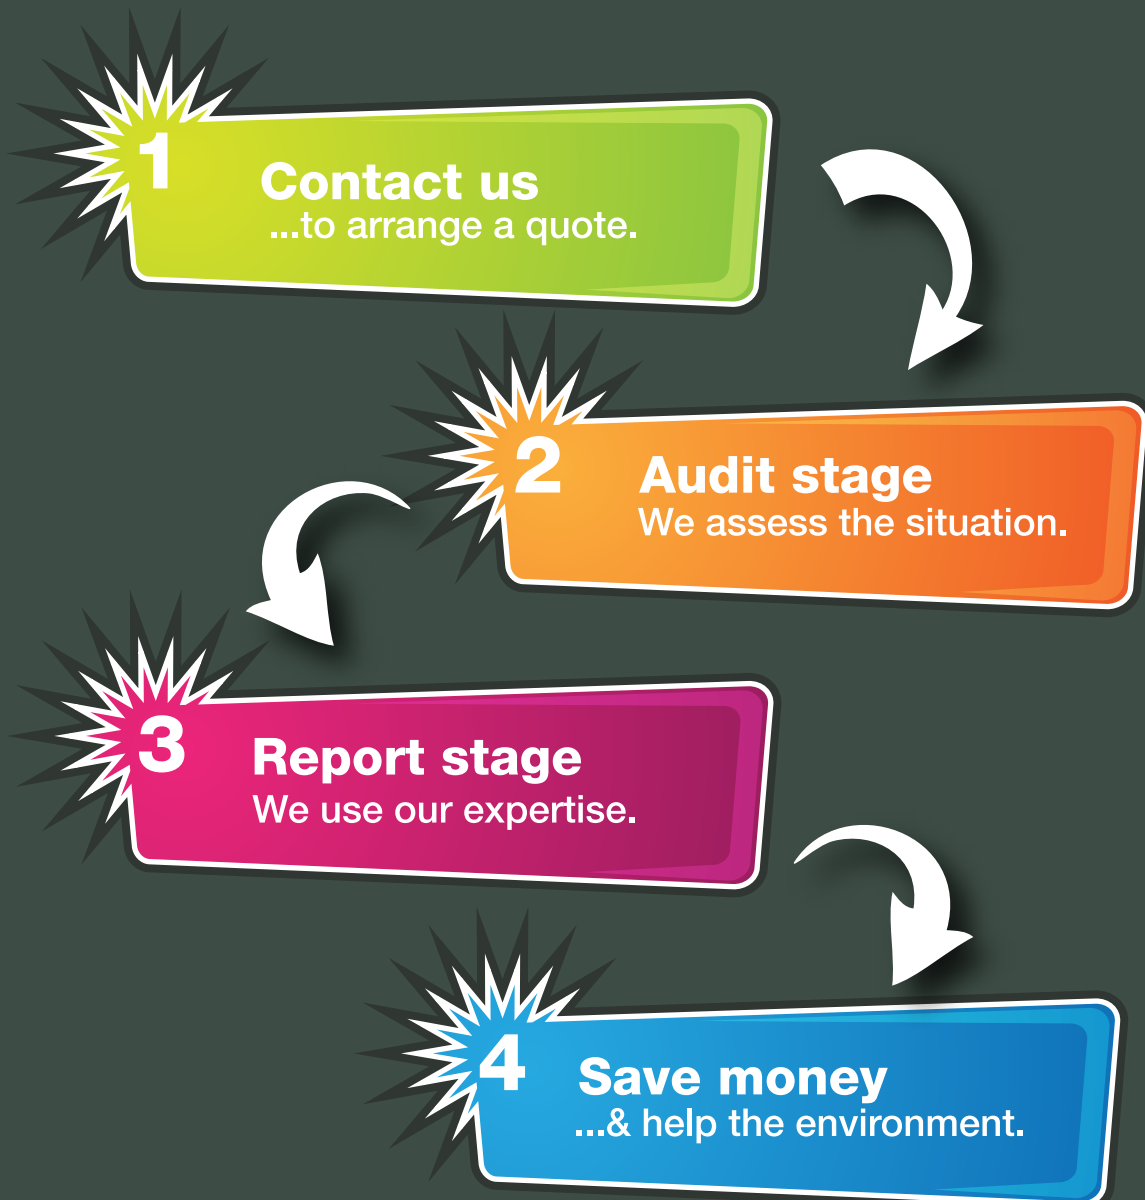 1
Contact us
...to arrange a quote.
2
Audit stage
We assess the situation.
3
Report stage
We use our expertise.
4
Save money
...& help the environment.